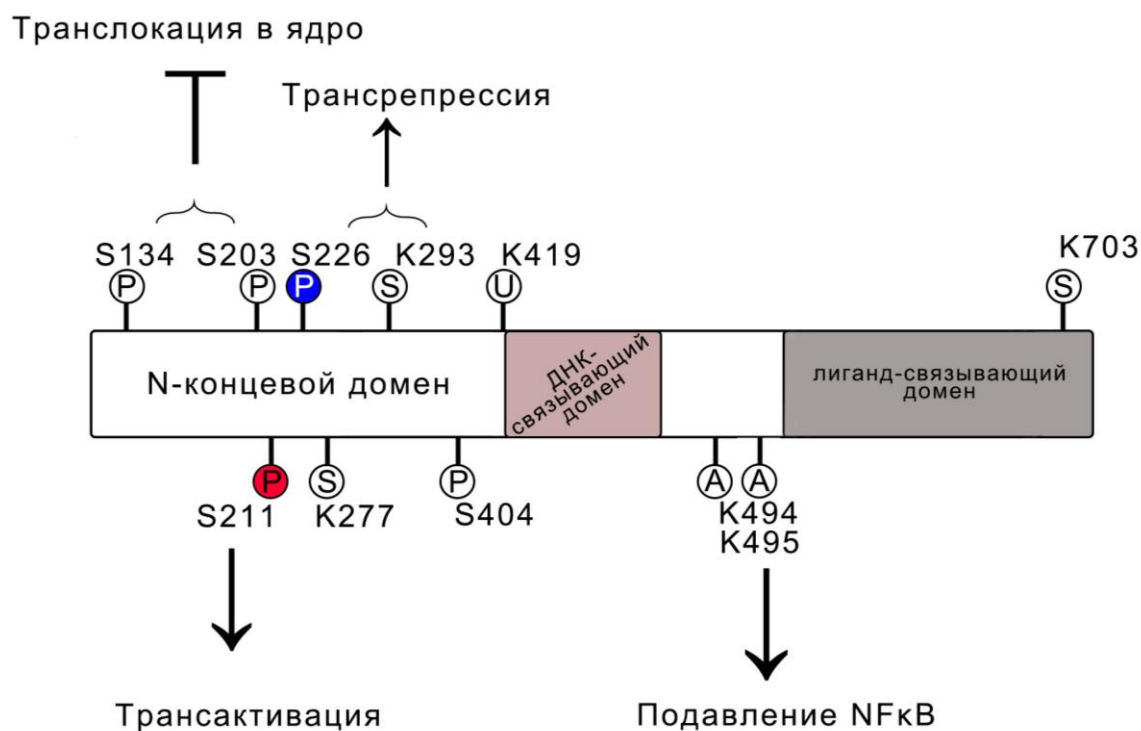 Транслокация в ядро
Трансрепрессия
S134 S203 S226 K293 K419 K703
P P P S U S
N-концевой домен
ДНК-
связывающий
домен
лиганд-связывающий
домен
P S P A A
S211 K277 S404 K494
K495
Трансактивация Подавление NFκB